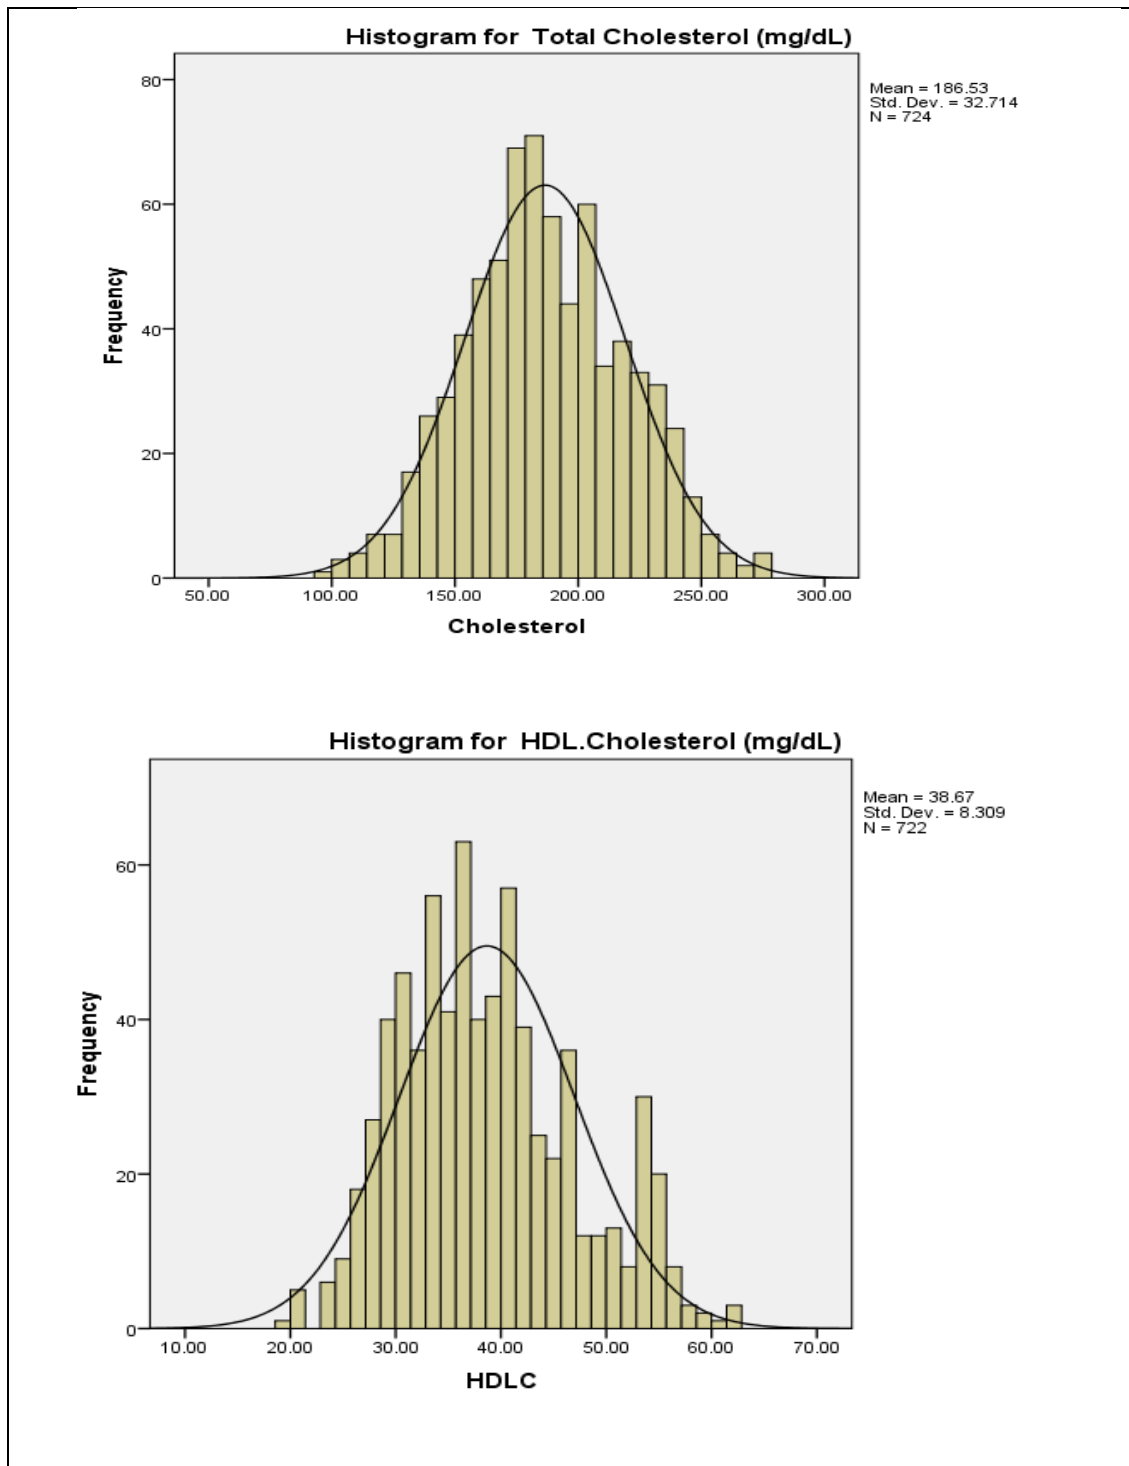 Histogram for Total Cholesterol (mg/dL)
Mean = 186.53
Std. Dev. = 32.714
N = 724
80
60
40
20
0
Frequency
50.00 100.00 150.00 200.00 250.00 300.00
Cholesterol
Histogram for HDL.Cholesterol (mg/dL)
Mean = 38.67
Std. Dev. = 8.309
N = 722
60
40
20
0
Frequency
10.00 20.00 30.00 40.00 50.00 60.00 70.00
HDLC